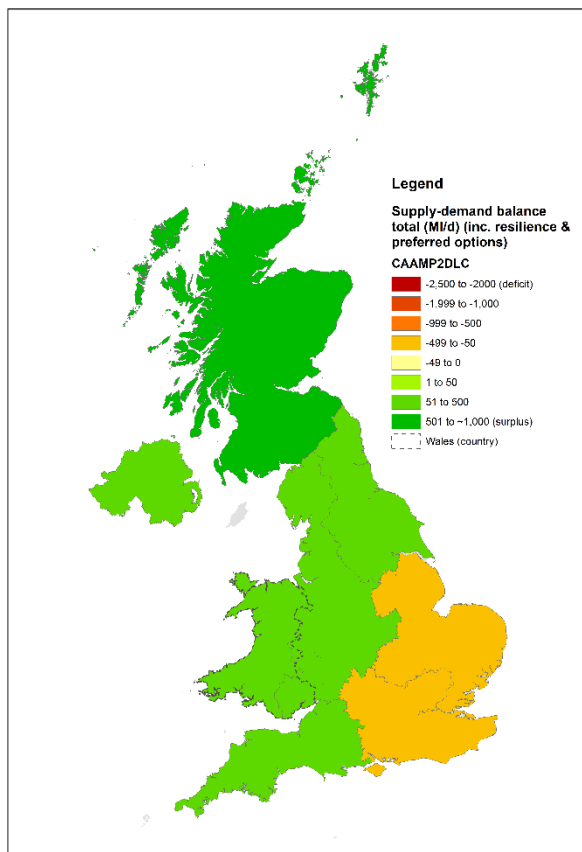 Legend
Supply-demand balance
total (Ml/d) (inc. resilience &
preferred options)
CAAMP2DLC
-2,500 to -2000 (deficit)
-1.999 to -1,000
-999 to -500
-499 to -50
-49 to 0
1 to 50
51 to 500
501 to ~1,000 (surplus)
Wales (country)